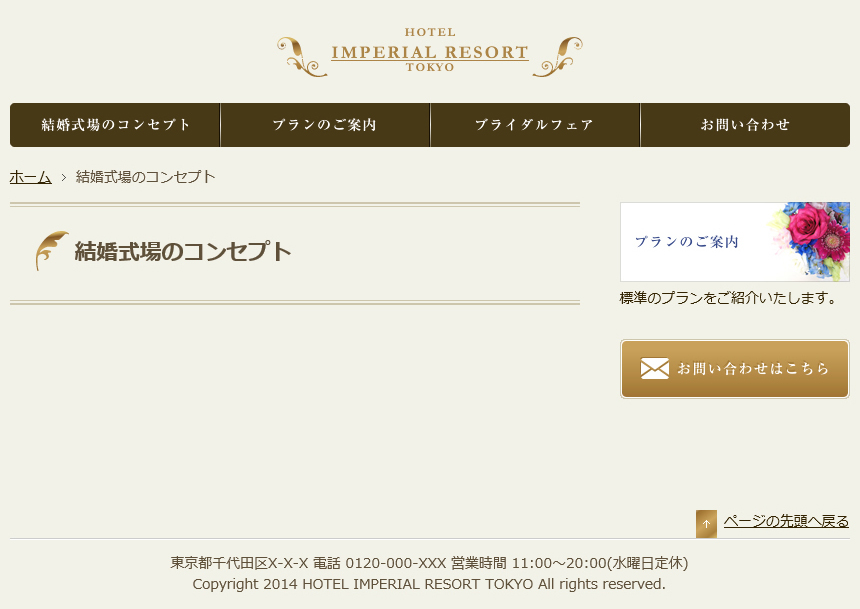 HOTEL
IMPERIAL RESORT
TOKYO
結婚式場のコンセプト
プランのご案内
ブライダルフェア
お問い合わせ
ホーム > 結婚式場のコンセプト
結婚式場のコンセプト
プランのご案内
標準のプランをご紹介いたします。
お問い合わせはこちら
ページの先頭へ戻る
東京都千代田区X-X-X 電話 0120-000-XXX 営業時間 11:00～20:00(水曜日定休)
Copyright 2014 HOTEL IMPERIAL RESORT TOKYO All rights reserved.